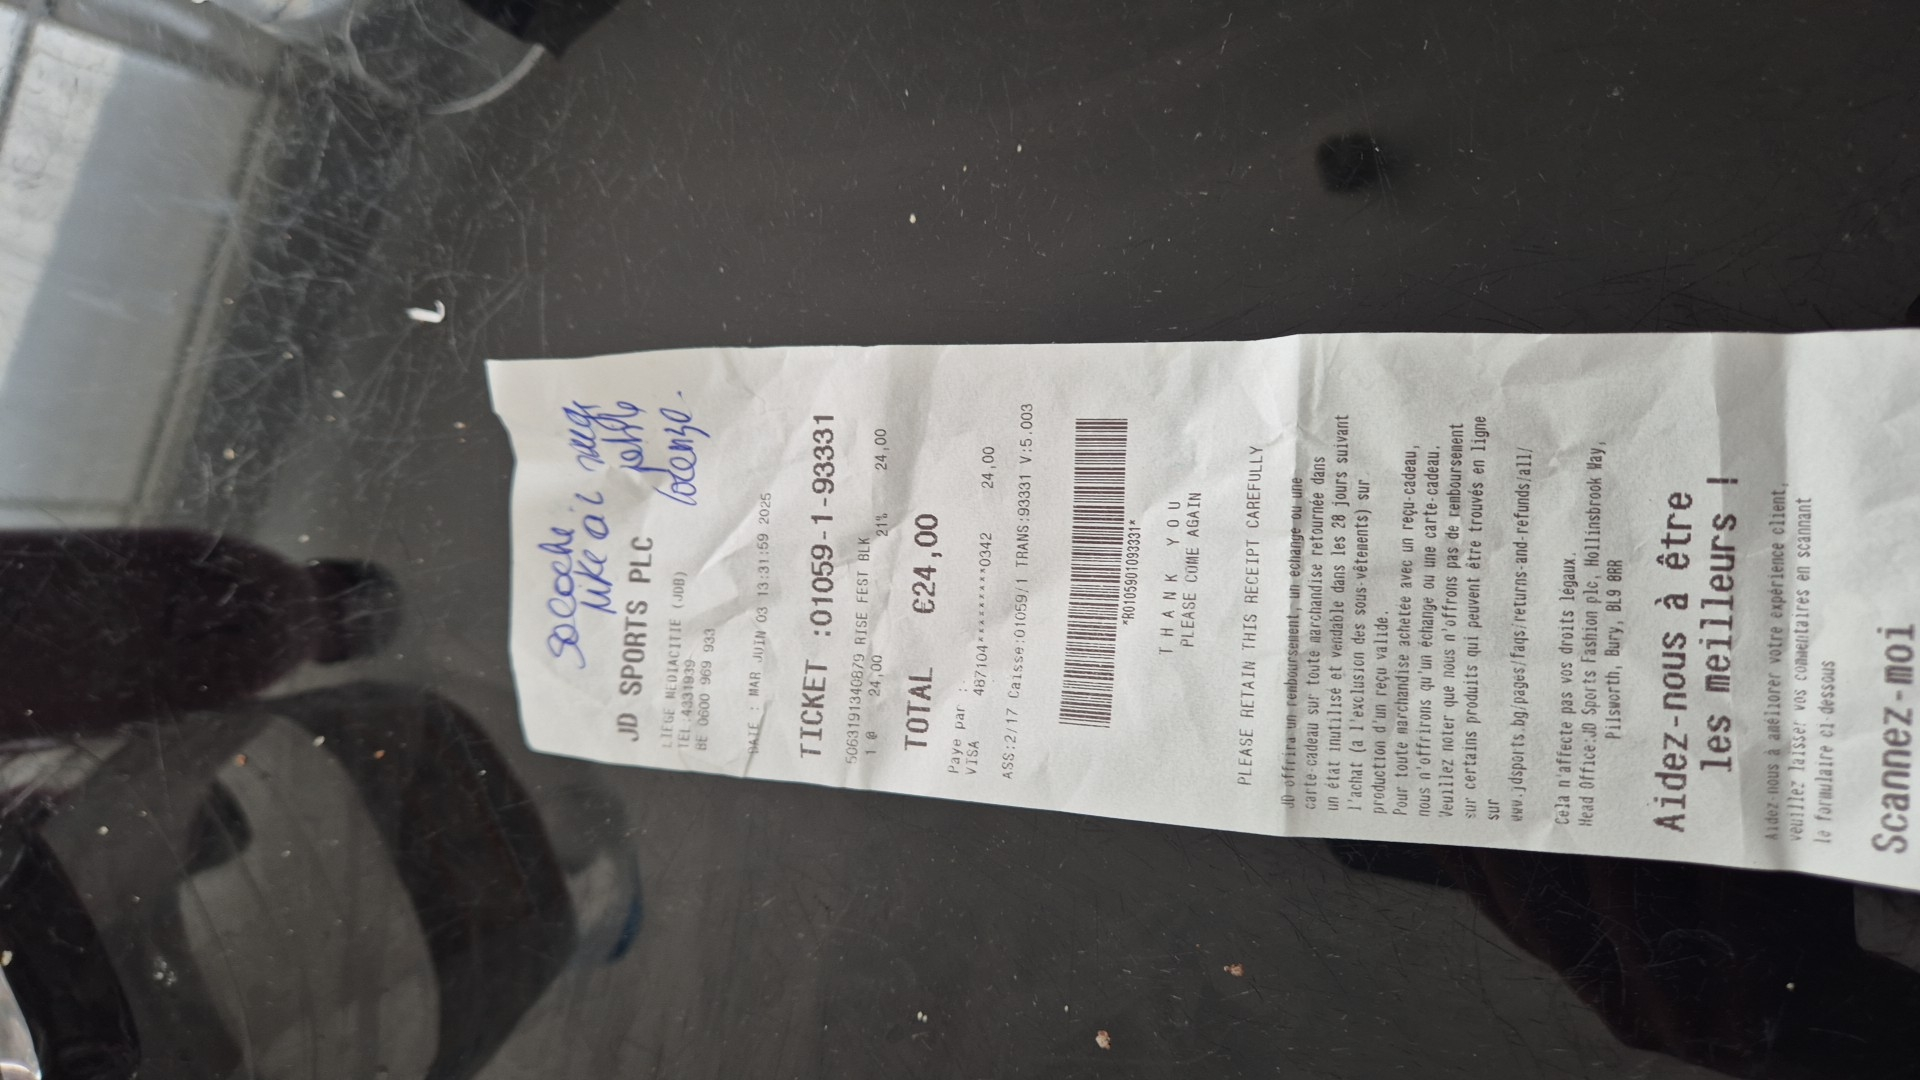 sacoche
Nike air
petite
JD SPORTS PLC
LIEGE MEDIACITIE (JDB)
TEL.4331939
BE 0600 969 933
DATE : MAR JUIN 03 13:31:59 2025
TICKET :01059-1-93331
5063191340879 RISE FEST BLK
1 @ 24,00 21% 24,00
TOTAL €24,00
Paye par :
VISA 487104*********0342 24,00
ASS:2/17 Caisse:01059/1 TRANS:93331 V:5.003
*R0105901093331*
T H A N K Y O U
PLEASE COME AGAIN
PLEASE RETAIN THIS RECEIPT CAREFULLY
JD offrira un remboursement, un échange ou une
carte-cadeau sur toute marchandise retournée dans
un état inutilisé et vendable dans les 28 jours suivant
l'achat (a l'exclusion des sous-vêtements) sur
production d'un reçu valide.
Pour toute marchandise achetée avec un reçu-cadeau,
nous n'offrirons qu'un échange ou une carte-cadeau.
Veuillez noter que nous n'offrons pas de remboursement
sur certains produits qui peuvent être trouvés en ligne
sur
www.jdsports.bg/pages/faqs/returns-and-refunds/all/
Cela n'affecte pas vos droits légaux.
Head Office:JD Sports Fashion plc, Hollinsbrook Way,
Pilsworth, Bury, BL9 8RR
Aidez-nous à être
les meilleurs !
Aidez-nous à améliorer votre expérience client,
veuillez laisser vos commentaires en scannant
le formulaire ci-dessous
Scannez-moi